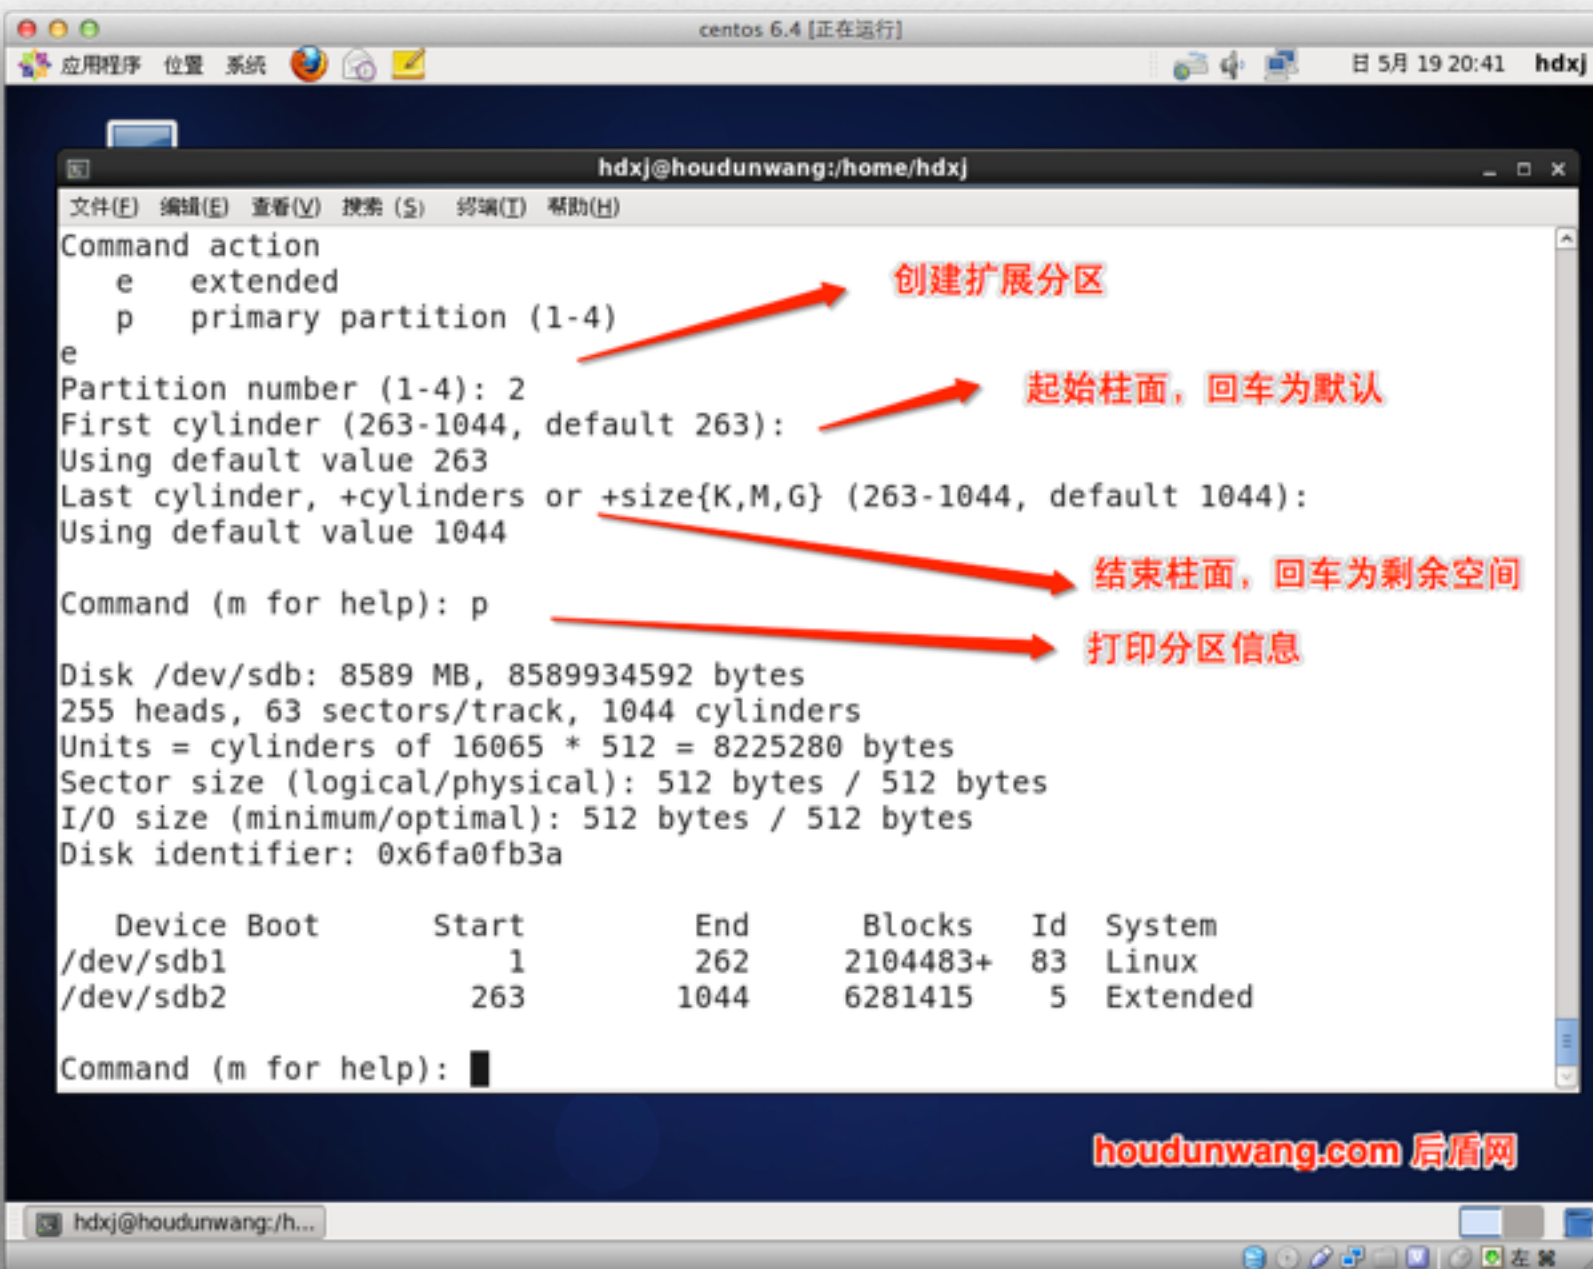 centos 6.4 [正在运行]
应用程序 位置 系统 日 5月 19 20:41 hdxj
hdxj@houdunwang:/home/hdxj
文件(F) 编辑(E) 查看(V) 搜索 (S) 终端(T) 帮助(H)
Command action
e extended
创建扩展分区
p primary partition (1-4)
e
Partition number (1-4): 2
起始柱面，回车为默认
First cylinder (263-1044, default 263):
Using default value 263
Last cylinder, +cylinders or +size{K,M,G} (263-1044, default 1044):
Using default value 1044
结束柱面，回车为剩余空间
Command (m for help): p
打印分区信息
Disk /dev/sdb: 8589 MB, 8589934592 bytes
255 heads, 63 sectors/track, 1044 cylinders
Units = cylinders of 16065 * 512 = 8225280 bytes
Sector size (logical/physical): 512 bytes / 512 bytes
I/O size (minimum/optimal): 512 bytes / 512 bytes
Disk identifier: 0x6fa0fb3a
Device Boot Start End Blocks Id System
/dev/sdb1 1 262 2104483+ 83 Linux
/dev/sdb2 263 1044 6281415 5 Extended
Command (m for help):
houdunwang.com 后盾网
hdxj@houdunwang:/h...
左 ⌘